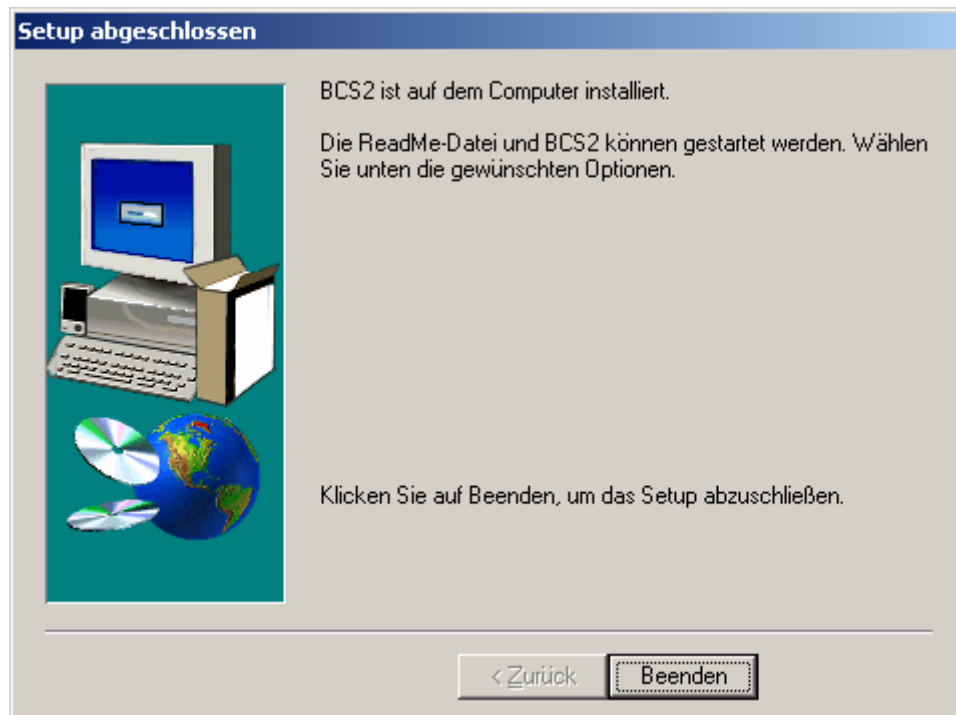 Setup abgeschlossen
BCS2 ist auf dem Computer installiert.
Die ReadMe-Datei und BCS2 können gestartet werden. Wählen
Sie unten die gewünschten Optionen.
Klicken Sie auf Beenden, um das Setup abzuschließen.
< Zurück
Beenden